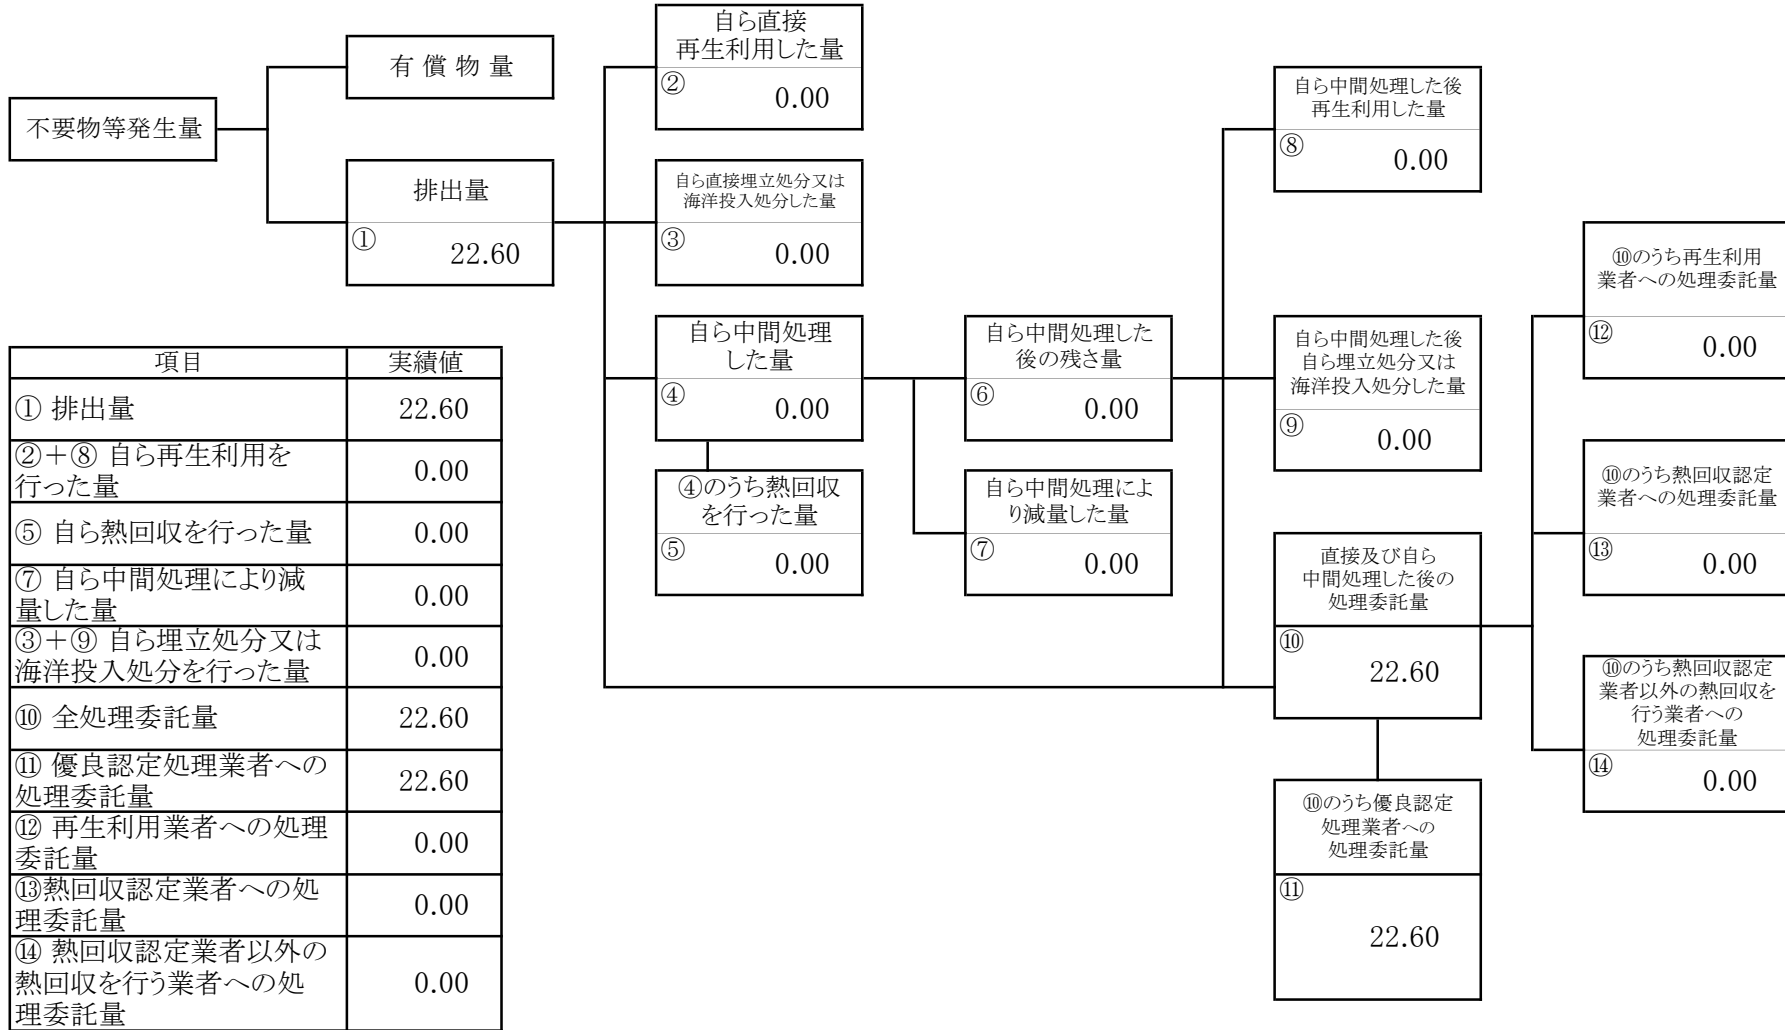 不要物等発生量
有 償 物 量
排出量
①
22.60
自ら直接
再生利用した量
②
0.00
自ら直接埋立処分又は
海洋投入処分した量
③
0.00
自ら中間処理
した量
④
0.00
④のうち熱回収
を行った量
⑤
0.00
自ら中間処理した
後の残さ量
⑥
0.00
自ら中間処理によ
り減量した量
⑦
0.00
自ら中間処理した後
再生利用した量
⑧
0.00
自ら中間処理した後
自ら埋立処分又は
海洋投入処分した量
⑨
0.00
直接及び自ら
中間処理した後の
処理委託量
⑩
22.60
⑩のうち優良認定
処理業者への
処理委託量
⑪
22.60
⑩のうち再生利用
業者への処理委託量
⑫
0.00
⑩のうち熱回収認定
業者への処理委託量
⑬
0.00
⑩のうち熱回収認定
業者以外の熱回収を
行う業者への
処理委託量
⑭
0.00
項目 実績値
① 排出量 22.60
②＋⑧ 自ら再生利用を
行った量 0.00
⑤ 自ら熱回収を行った量 0.00
⑦ 自ら中間処理により減
量した量 0.00
③＋⑨ 自ら埋立処分又は
海洋投入処分を行った量 0.00
⑩ 全処理委託量 22.60
⑪ 優良認定処理業者への
処理委託量 22.60
⑫ 再生利用業者への処理
委託量 0.00
⑬熱回収認定業者への処
理委託量 0.00
⑭ 熱回収認定業者以外の
熱回収を行う業者への処
理委託量 0.00